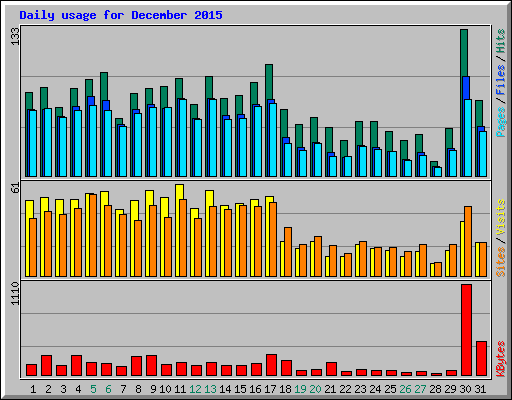 Daily usage for December 2015
133
Pages / Files / Hits
61
Sites / Visits
1110
KBytes
1 2 3 4 5 6 7 8 9 10 11 12 13 14 15 16 17 18 19 20 21 22 23 24 25 26 27 28 29 30 31